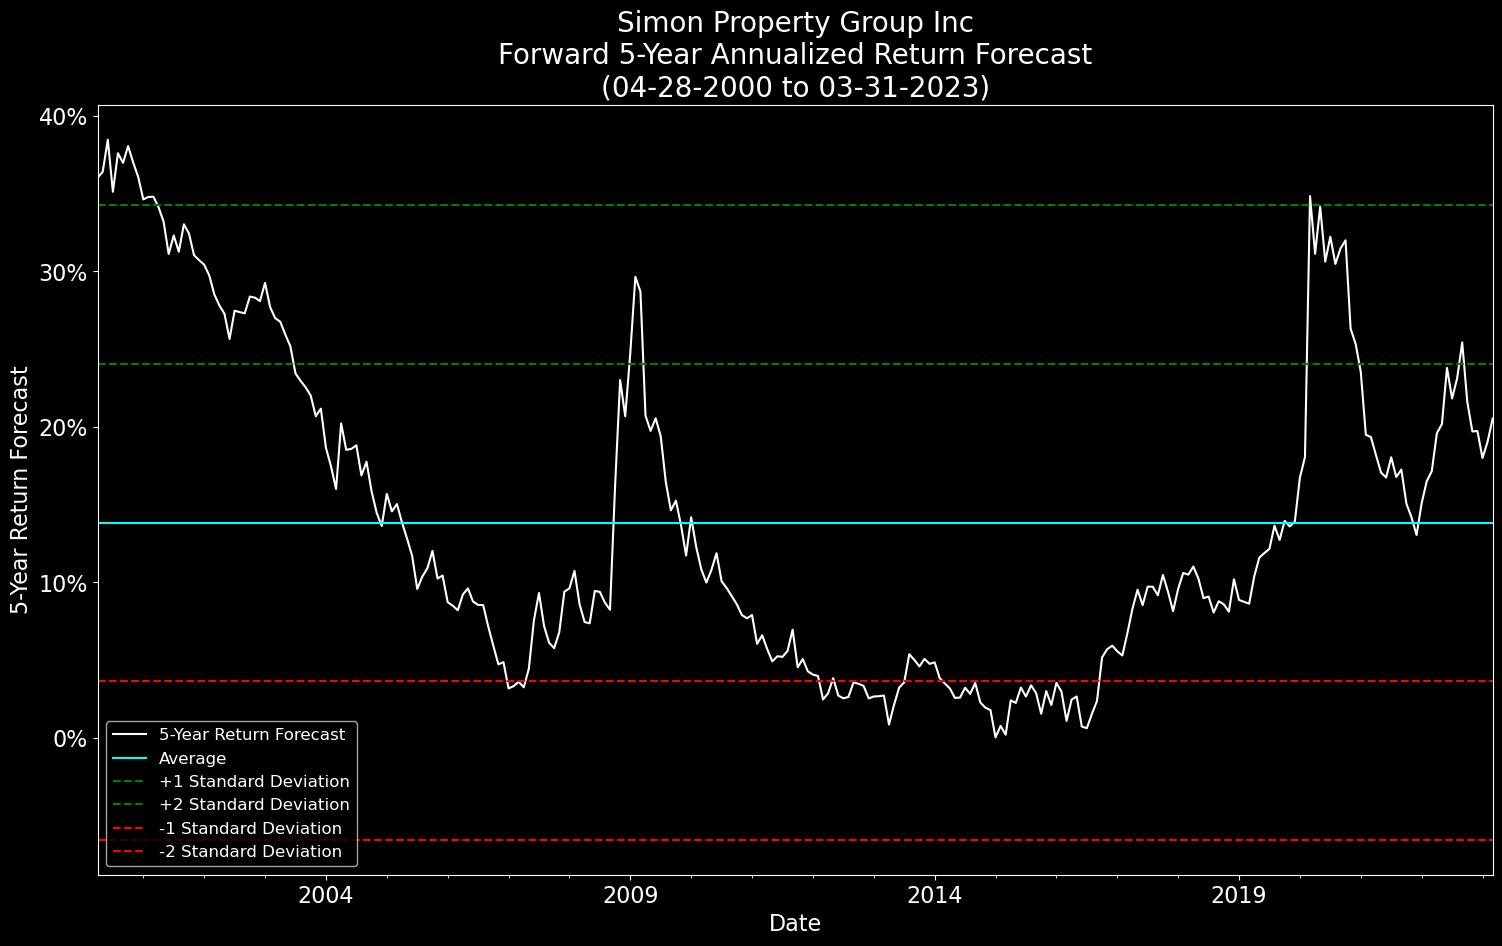 Simon Property Group Inc
Forward 5-Year Annualized Return Forecast
(04-28-2000 to 03-31-2023)
40%
30%
20%
10%
0%
5-Year Return Forecast
5-Year Return Forecast
Average
+1 Standard Deviation
+2 Standard Deviation
-1 Standard Deviation
-2 Standard Deviation
2004
2009
2014
2019
Date